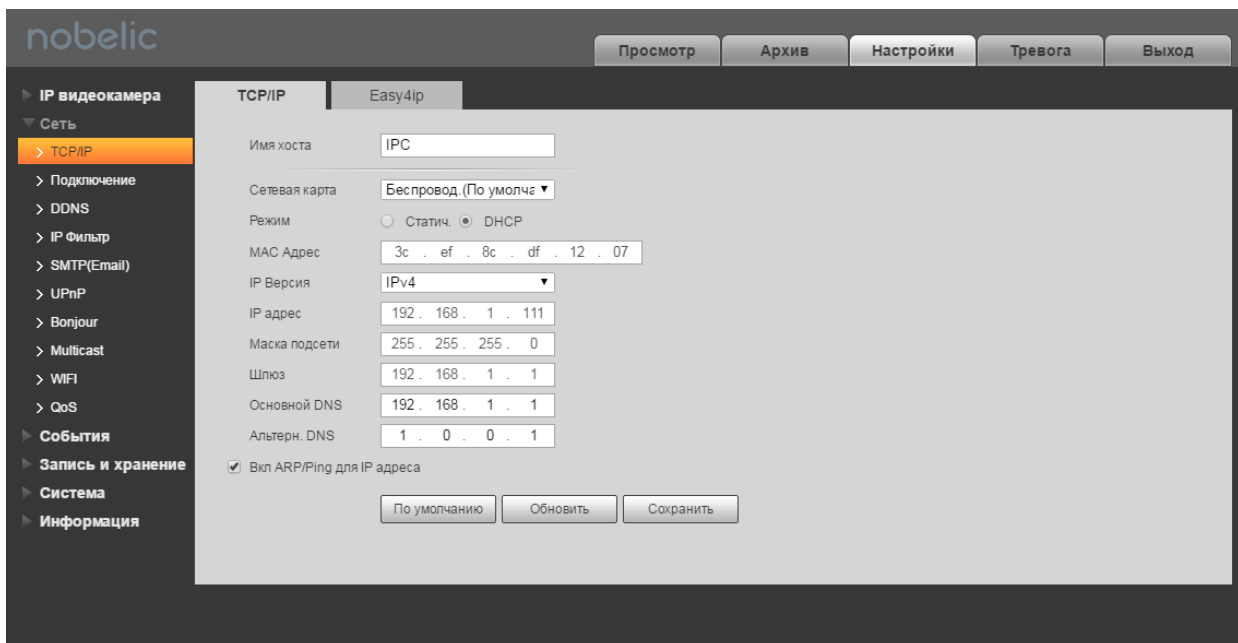 nobelic
Просмотр Архив Настройки Тревога Выход
IP видеокамера
Сеть
TCP/IP
Подключение
DDNS
IP Фильтр
SMTP(Email)
UPnP
Bonjour
Multicast
WIFI
QoS
События
Запись и хранение
Система
Информация
TCP/IP Easy4ip
Имя хоста IPC
Сетевая карта Беспровод.(По умолча
Режим Статич. DHCP
MAC Адрес 3c . ef . 8c . df . 12 . 07
IP Версия IPv4
IP адрес 192 . 168 . 1 . 111
Маска подсети 255 . 255 . 255 . 0
Шлюз 192 . 168 . 1 . 1
Основной DNS 192 . 168 . 1 . 1
Альтерн. DNS 1 . 0 . 0 . 1
Вкл ARP/Ping для IP адреса
По умолчанию Обновить Сохранить